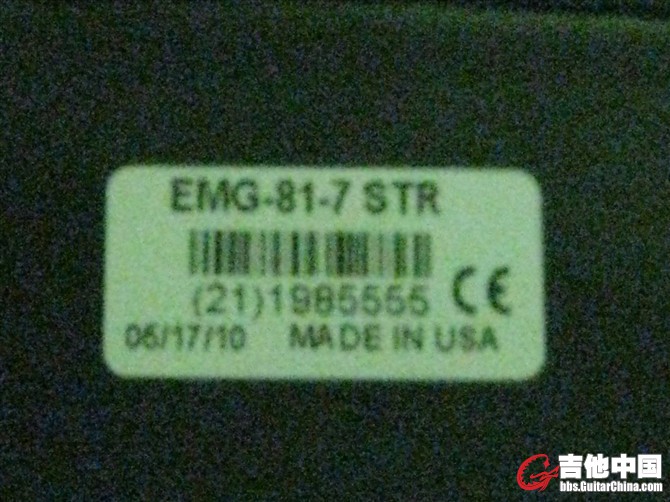 EMG-81-7 STR
(21)1985555 CE
05/17/10 MADE IN USA
吉他中国
bbs.GuitarChina.com